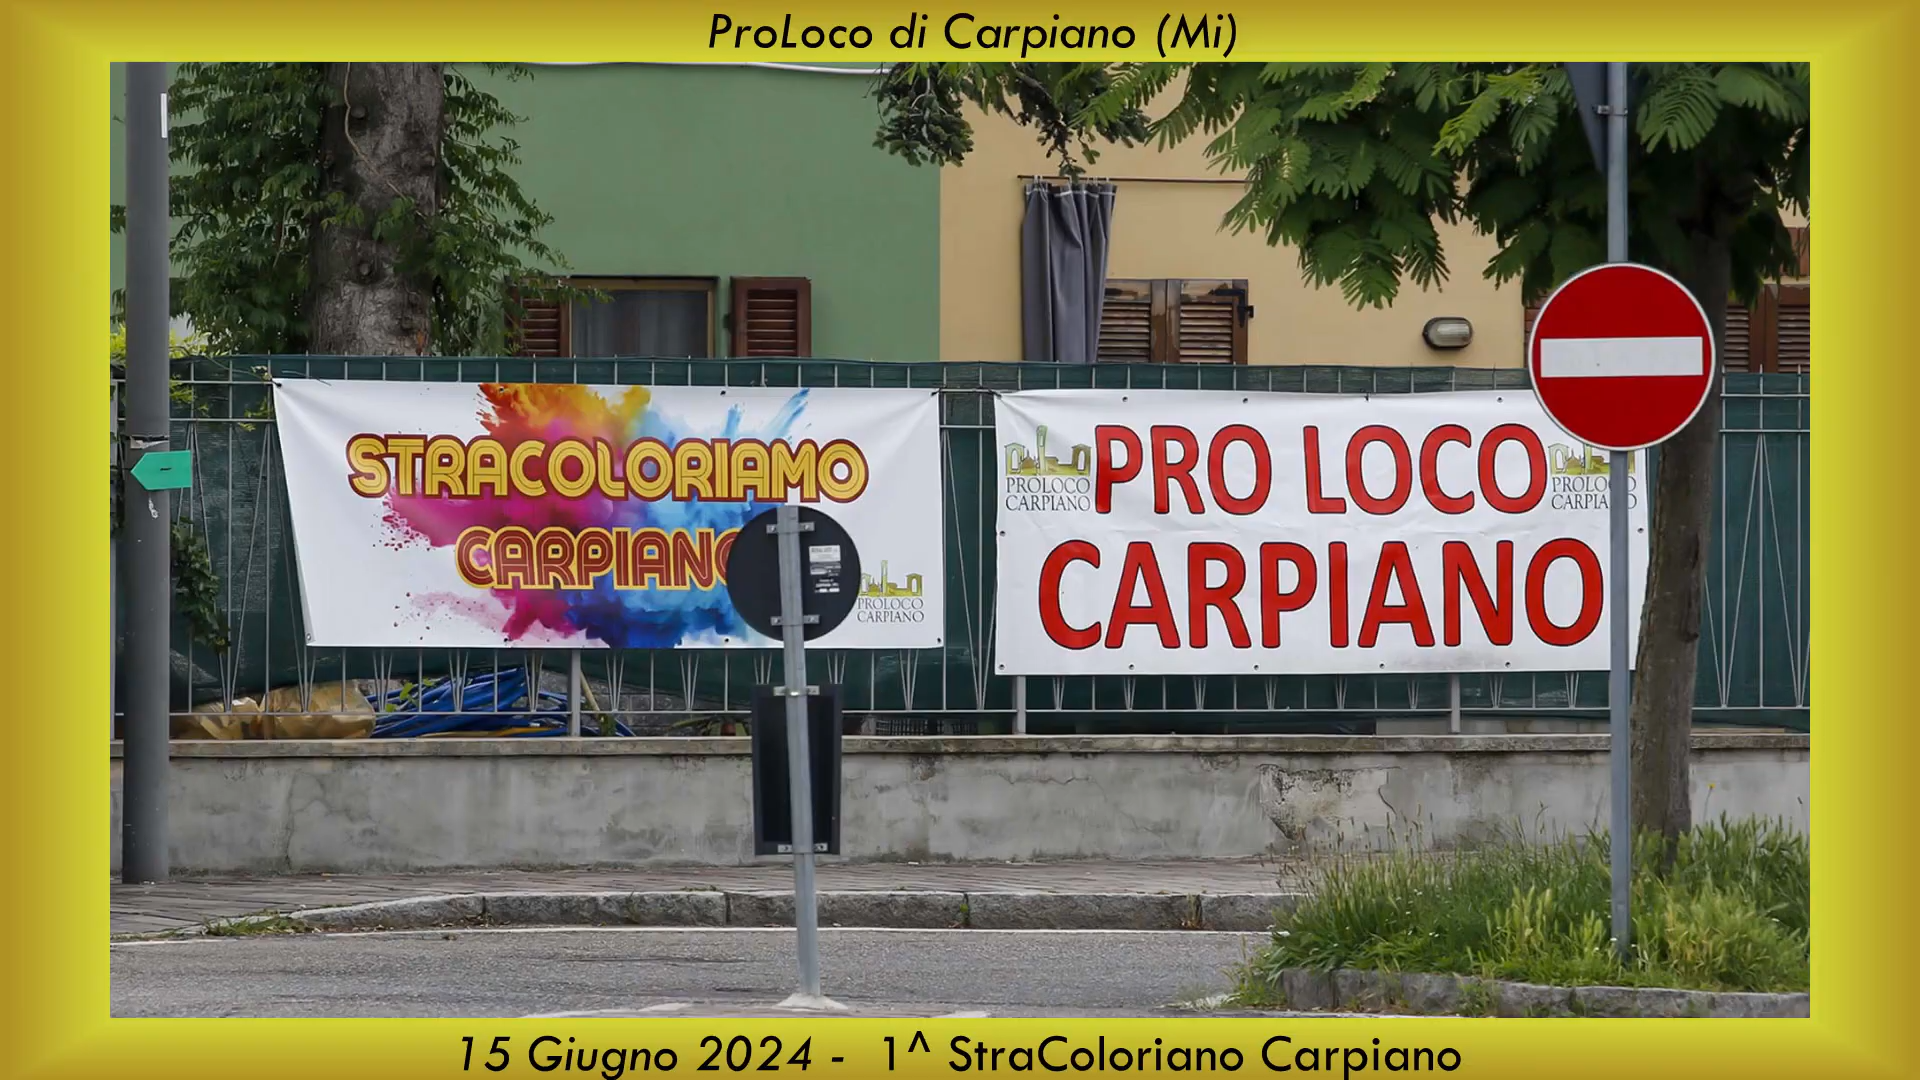 ProLoco di Carpiano (Mi)
STRACOLORIAMO
CARPIANO
PROLOCO
CARPIANO
PROLOCO
CARPIANO
PRO LOCO
CARPIANO
PROLOCO
CARPIANO
15 Giugno 2024 - 1^ StraColoriano Carpiano